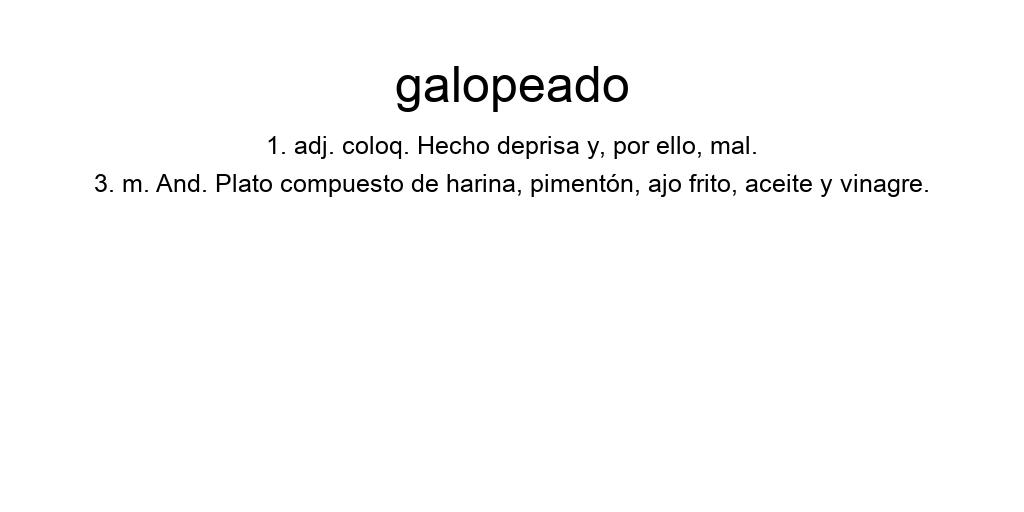 galopeado
1. adj. coloq. Hecho deprisa y, por ello, mal.
3. m. And. Plato compuesto de harina, pimentón, ajo frito, aceite y vinagre.